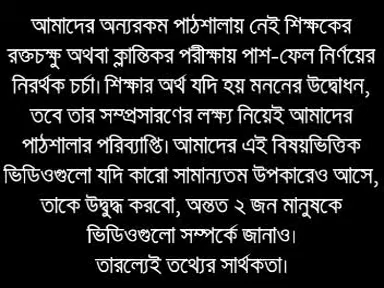 আমাদের অন্যরকম পাঠশালায় নেই শিক্ষকের
রক্তচক্ষু অথবা ক্লান্তিকর পরীক্ষায় পাশ-ফেল নির্ণয়ের
নিরর্থক চর্চা। শিক্ষার অর্থ যদি হয় মননের উদ্বোধন,
তবে তার সম্প্রসারণের লক্ষ্য নিয়েই আমাদের
পাঠশালার পরিব্যাপ্তি। আমাদের এই বিষয়ভিত্তিক
ভিডিওগুলো যদি কারো সামান্যতম উপকারেও আসে,
তাকে উদ্বুদ্ধ করবো, অন্তত ২ জন মানুষকে
ভিডিওগুলো সম্পর্কে জানাও।
তারল্যেই তথ্যের সার্থকতা।